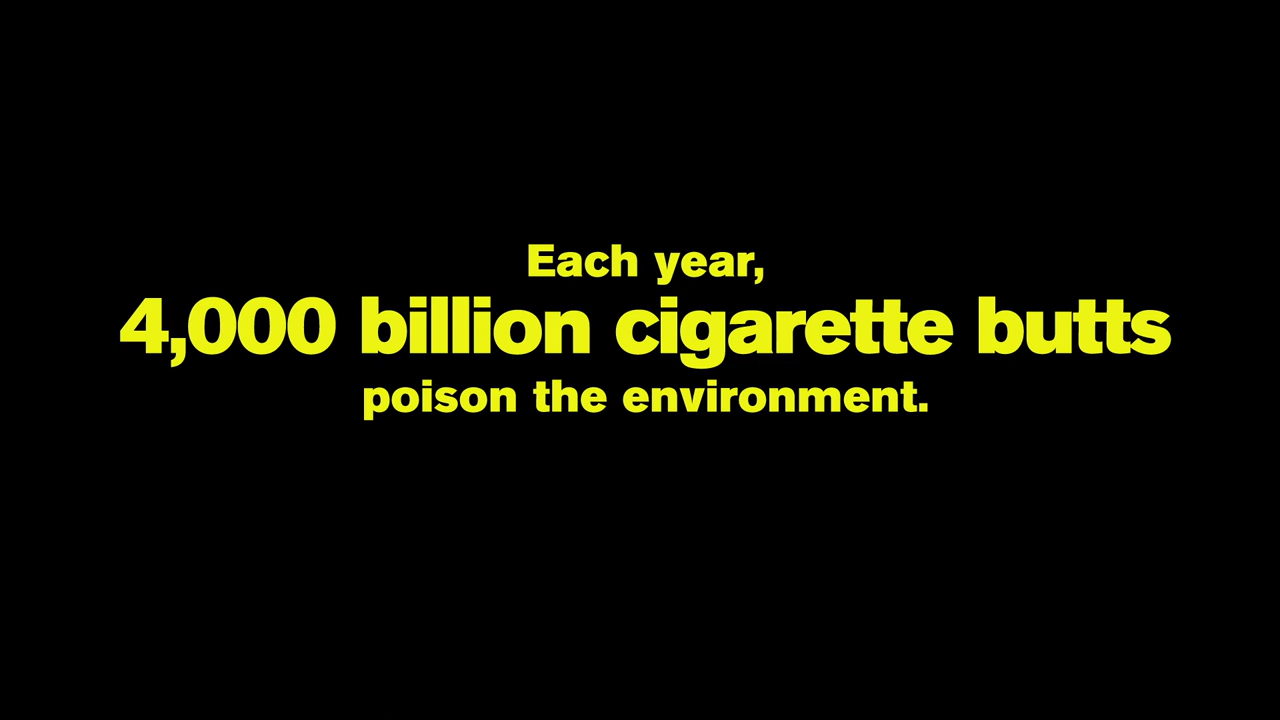 Each year,
4,000 billion cigarette butts
poison the environment.